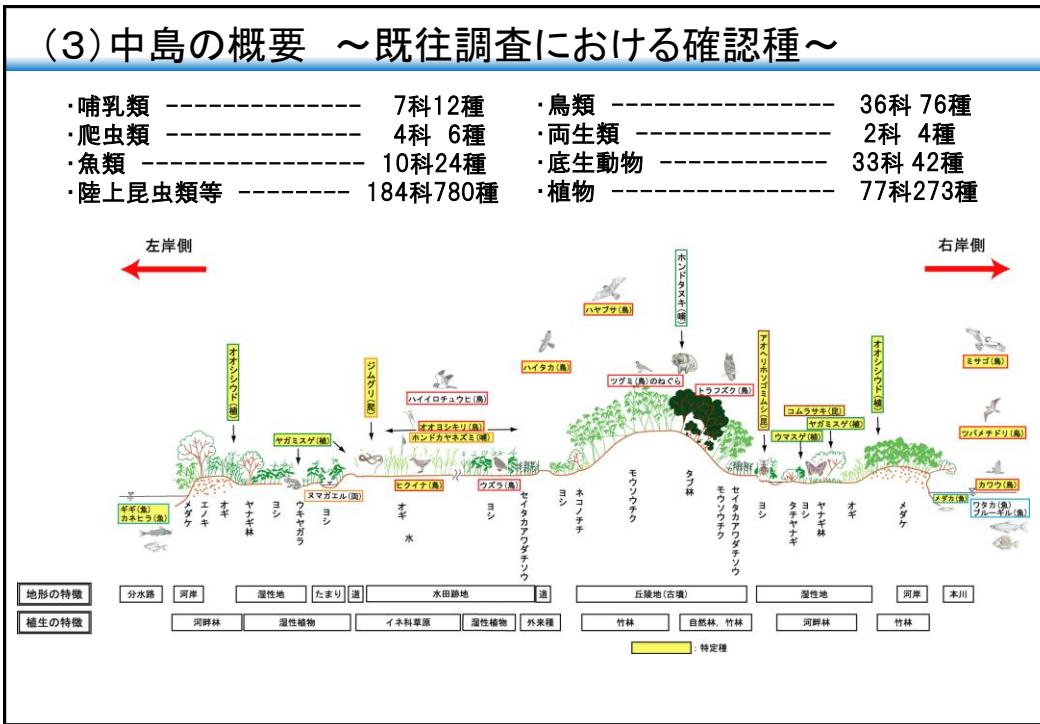 (3)中島の概要 ～既往調査における確認種～
・哺乳類 -------------- 7科12種
・爬虫類 -------------- 4科 6種
・魚類 ---------------- 10科24種
・陸上昆虫類等 -------- 184科780種
・鳥類 ---------------- 36科 76種
・両生類 -------------- 2科 4種
・底生動物 ------------ 33科 42種
・植物 ---------------- 77科273種
左岸側
右岸側
オオシシウド(植)
ヤガミスゲ(植)
ジムグリ(爬)
ハイイロチュウヒ(鳥)
オオヨシキリ(鳥)
ホンドカヤネズミ(哺)
ハイタカ(鳥)
ハヤブサ(鳥)
ホンドタヌキ(哺)
ツグミ(鳥)のねぐら
トラフズク(鳥)
アオヘリホソゴミムシ(昆)
コムラサキ(昆)
ヤガミスゲ(植)
ウマスゲ(植)
オオシシウド(植)
ミサゴ(鳥)
ツバメチドリ(鳥)
カワウ(鳥)
メダカ(魚)
ワタカ(魚)
ブルーギル(魚)
ギギ(魚)
カネヒラ(魚)
ヌマガエル(両)
ヒクイナ(鳥)
ウズラ(鳥)
メダケ
エノキ
オギ
ヤナギ林
ヨシ
ウキヤガラ
ヨシ
オギ
水
ヨシ
セイタカアワダチソウ
ヨシ
ネコノチチ
モウソウチク
タブ林
モウソウチク
セイタカアワダチソウ
ヨシ
タチヤナギ
ヨシ
ヤナギ林
オギ
メダケ
地形の特徴
分水路
河岸
湿性地
たまり
道
水田跡地
道
丘陵地(古墳)
湿性地
河岸
本川
植生の特徴
河畔林
湿性植物
イネ科草原
湿性植物
外来種
竹林
自然林，竹林
河畔林
竹林
：特定種